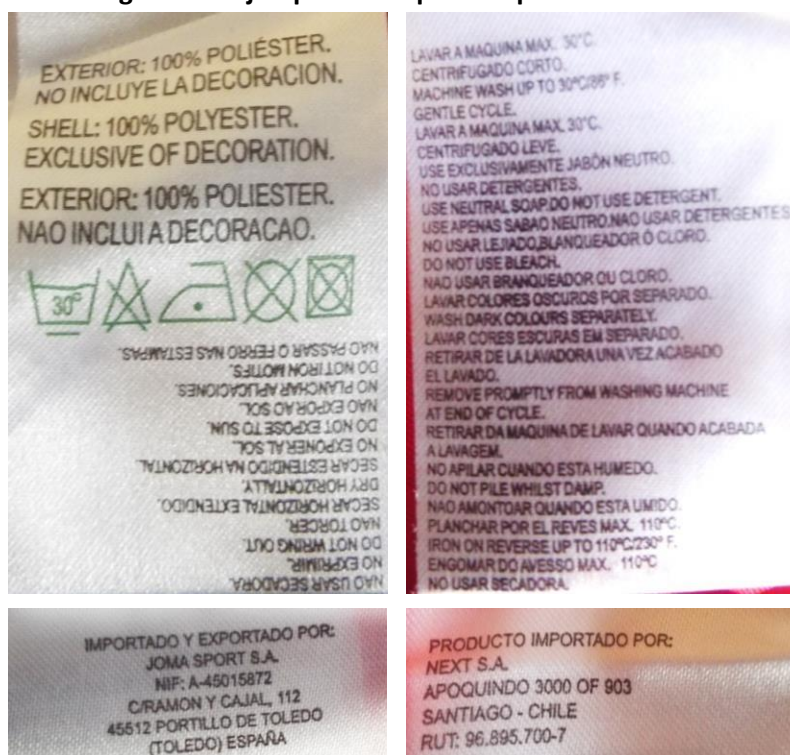 EXTERIOR: 100% POLIÉSTER.
NO INCLUYE LA DECORACION.
SHELL: 100% POLYESTER.
EXCLUSIVE OF DECORATION.
EXTERIOR: 100% POLIESTER.
NAO INCLUI A DECORACAO.
30°
NAO USAR SECADORA.
NO EXPRIMIR.
DO NOT WRING OUT.
NAO TORCER.
SECAR HORIZONTAL EXTENDIDO.
DRY HORIZONTALLY.
SECAR ESTENDIDO NA HORIZONTAL.
NO EXPONER AL SOL.
DO NOT EXPOSE TO SUN.
NAO EXPOR AO SOL.
NO PLANCHAR APLICACIONES.
DO NOT IRON MOTIFS.
NAO PASSAR O FERRO NAS ESTAMPAS.
LAVAR A MAQUINA MAX. 30°C.
CENTRIFUGADO CORTO.
MACHINE WASH UP TO 30ºC/86º F.
GENTLE CYCLE.
LAVAR A MAQUINA MAX. 30°C.
CENTRIFUGADO LEVE.
USE EXCLUSIVAMENTE JABÓN NEUTRO.
NO USAR DETERGENTES.
USE NEUTRAL SOAP.DO NOT USE DETERGENT.
USE APENAS SABAO NEUTRO.NAO USAR DETERGENTES
NO USAR LEJIADO,BLANQUEADOR Ó CLORO.
DO NOT USE BLEACH.
NAO USAR BRANQUEADOR OU CLORO.
LAVAR COLORES OSCUROS POR SEPARADO.
WASH DARK COLOURS SEPARATELY.
LAVAR CORES ESCURAS EM SEPARADO.
RETIRAR DE LA LAVADORA UNA VEZ ACABADO
EL LAVADO.
REMOVE PROMPTLY FROM WASHING MACHINE
AT END OF CYCLE.
RETIRAR DA MAQUINA DE LAVAR QUANDO ACABADA
A LAVAGEM.
NO APILAR CUANDO ESTA HUMEDO.
DO NOT PILE WHILST DAMP.
NAO AMONTOAR QUANDO ESTA UMIDO.
PLANCHAR POR EL REVES MAX. 110ºC.
IRON ON REVERSE UP TO 110ºC/230º F.
ENGOMAR DO AVESSO MAX. 110ºC
NO USAR SECADORA.
IMPORTADO Y EXPORTADO POR:
JOMA SPORT S.A.
NIF: A-45015872
C/RAMON Y CAJAL, 112
45512 PORTILLO DE TOLEDO
(TOLEDO) ESPAÑA
PRODUCTO IMPORTADO POR:
NEXT S.A.
APOQUINDO 3000 OF 903
SANTIAGO - CHILE
RUT: 96.895.700-7